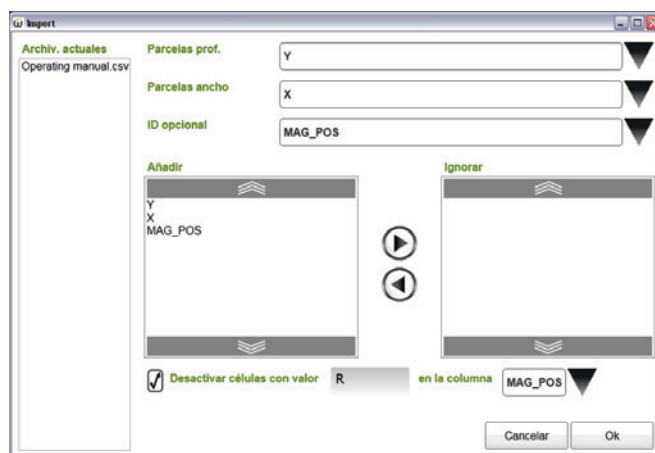 Import
Archiv. actuales
Operating manual.csv
Parcelas prof.
Y
Parcelas ancho
X
ID opcional
MAG_POS
Añadir
Y
X
MAG_POS
Ignorar
Desactivar células con valor R en la columna MAG_POS
Cancelar
Ok